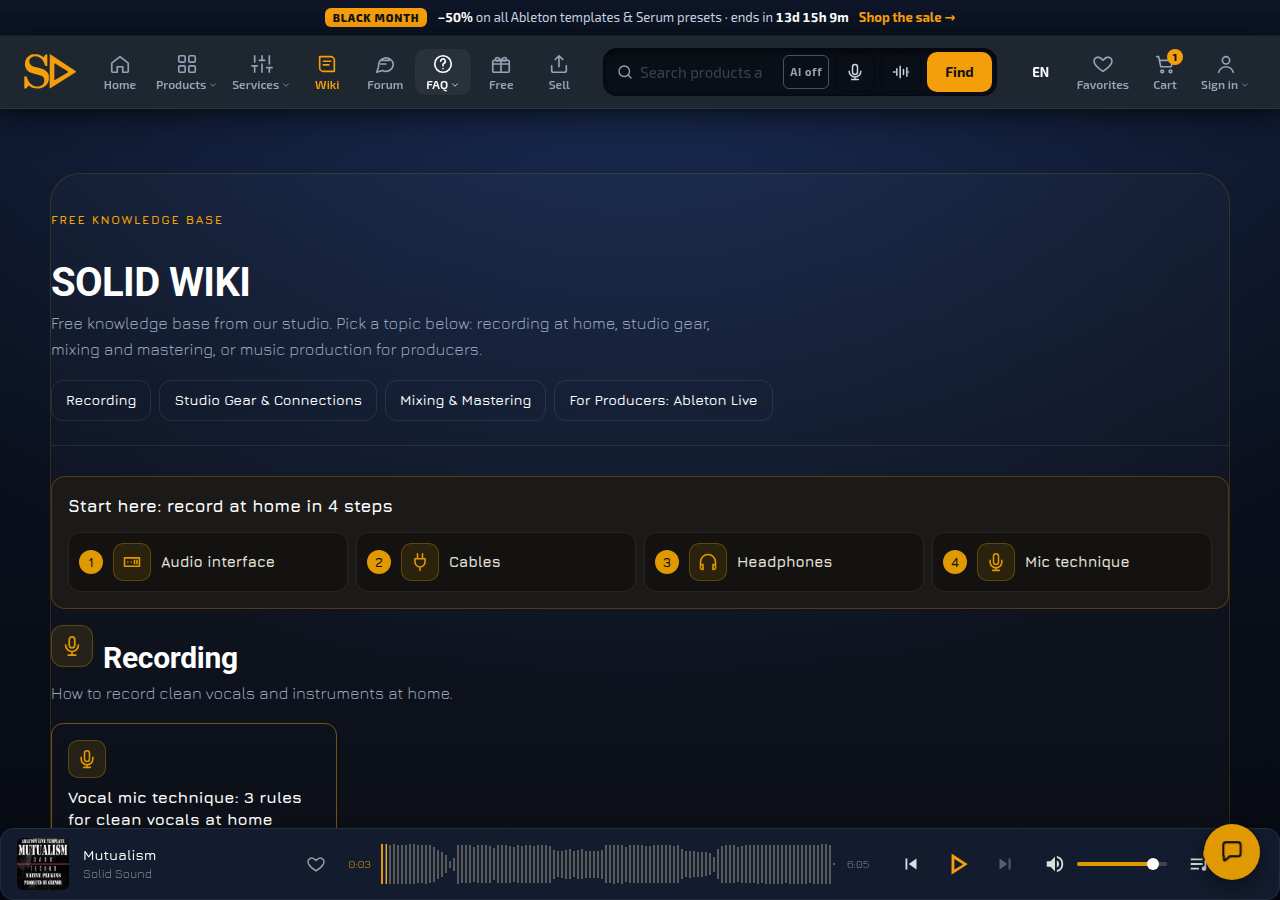 BLACK MONTH −50% on all Ableton templates & Serum presets · ends in 13d 15h 9m Shop the sale →
SD
Home Products Services Wiki Forum FAQ Free Sell
Search products a AI off Find
EN Favorites 1 Cart Sign in
FREE KNOWLEDGE BASE
SOLID WIKI
Free knowledge base from our studio. Pick a topic below: recording at home, studio gear,
mixing and mastering, or music production for producers.
Recording Studio Gear & Connections Mixing & Mastering For Producers: Ableton Live
Start here: record at home in 4 steps
1 Audio interface 2 Cables 3 Headphones 4 Mic technique
Recording
How to record clean vocals and instruments at home.
Vocal mic technique: 3 rules
for clean vocals at home
MUTUALISM
Mutualism
Solid Sound
0:03 6:05